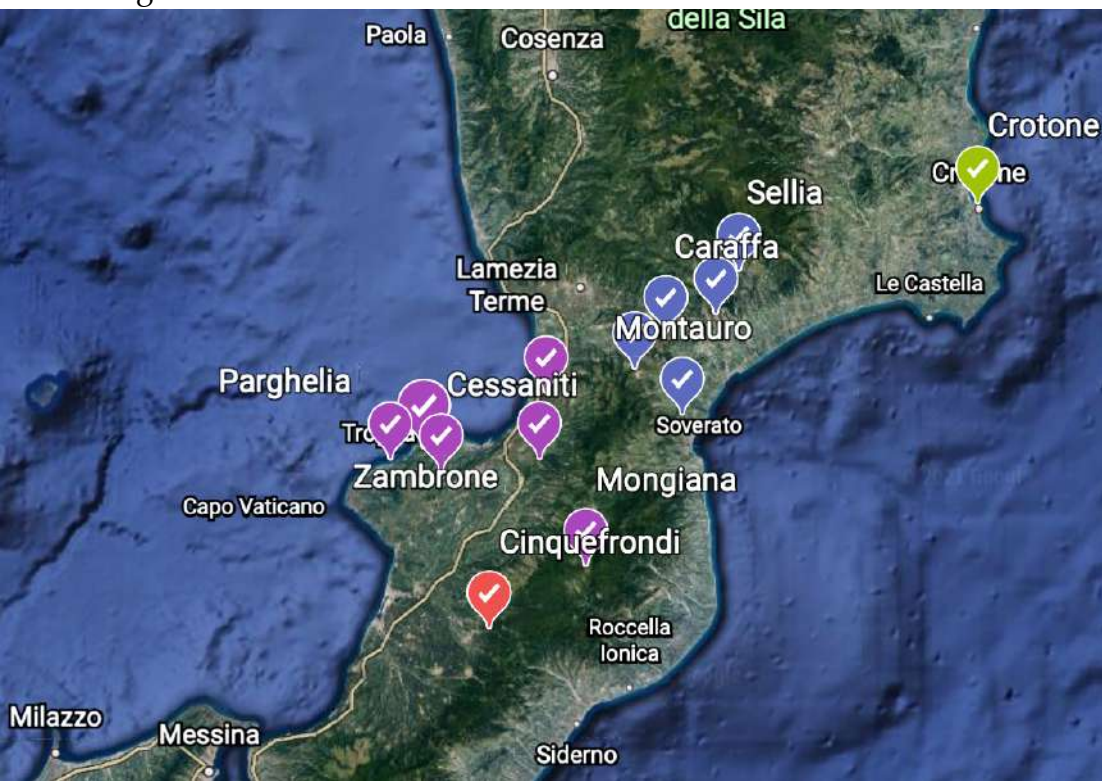 della Sila
Paola
Cosenza
Crotone
Sellia
Caraffa
Lamezia
Terme
Le Castella
Montauro
Parghelia
Cessaniti
Soverato
Zambrone
Mongiana
Capo Vaticano
Cinquefrondi
Roccella
Ionica
Milazzo
Messina
Siderno